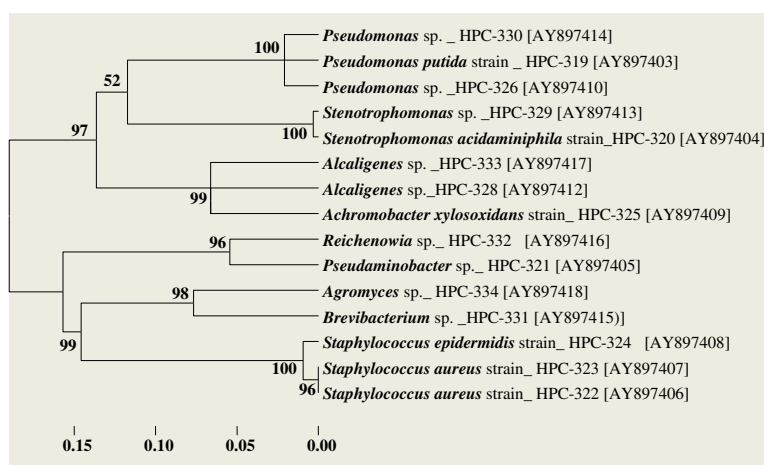 Pseudomonas sp. _ HPC-330 [AY897414]
100
Pseudomonas putida strain _ HPC-319 [AY897403]
52
Pseudomonas sp. _HPC-326 [AY897410]
Stenotrophomonas sp. _HPC-329 [AY897413]
97
100
Stenotrophomonas acidaminiphila strain_HPC-320 [AY897404]
Alcaligenes sp. _HPC-333 [AY897417]
Alcaligenes sp._HPC-328 [AY897412]
99
Achromobacter xylosoxidans strain_ HPC-325 [AY897409]
Reichenowia sp._ HPC-332 [AY897416]
96
Pseudaminobacter sp._ HPC-321 [AY897405]
Agromyces sp._ HPC-334 [AY897418]
98
Brevibacterium sp. _HPC-331 [AY897415)]
Staphylococcus epidermidis strain_ HPC-324 [AY897408]
99
100
Staphylococcus aureus strain_ HPC-323 [AY897407]
96
Staphylococcus aureus strain_ HPC-322 [AY897406]
0.15 0.10 0.05 0.00